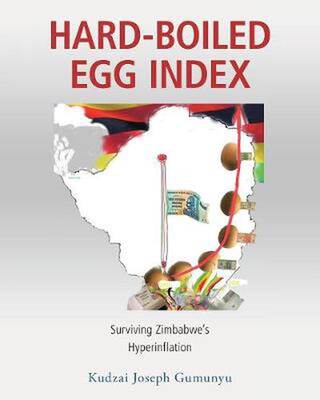 HARD-BOILED
EGG INDEX
Surviving Zimbabwe's
Hyperinflation
Kudzai Joseph Gumunyu